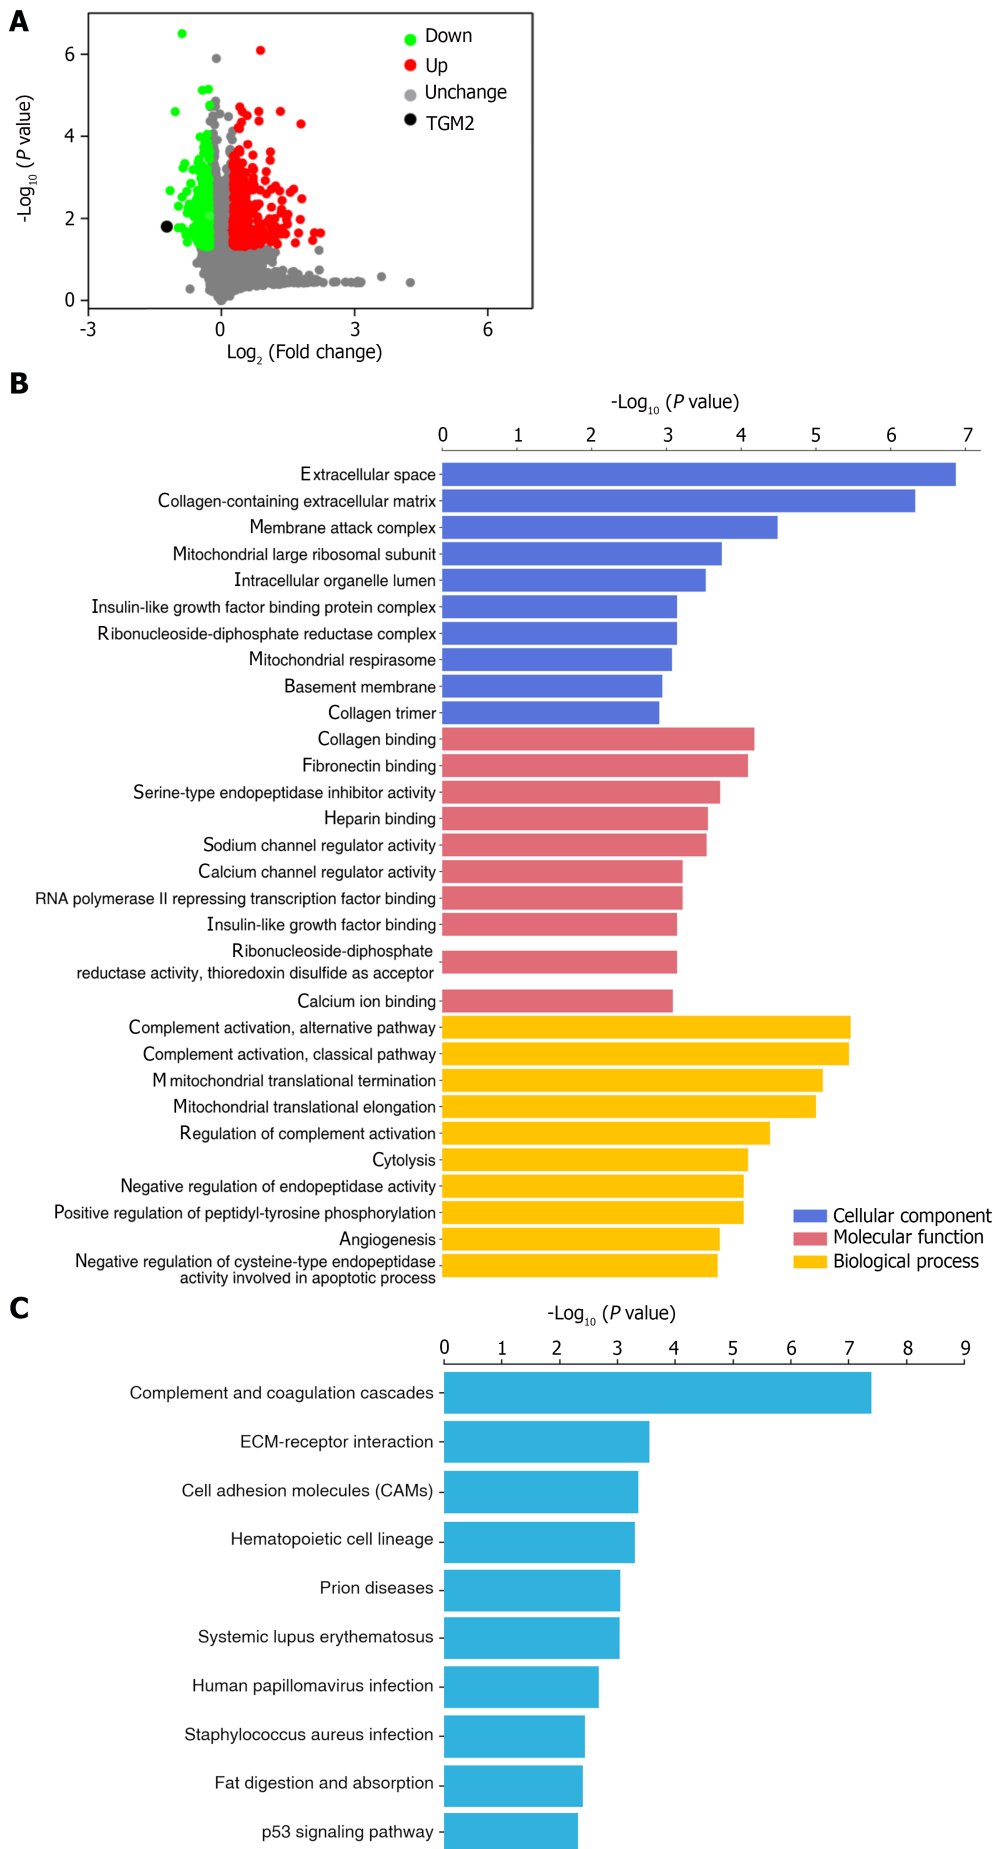 A
Down
Up
Unchange
TGM2
-Log10 (P value)
6
4
2
0
-3 0 3 6
Log2 (Fold change)
B
-Log10 (P value)
0 1 2 3 4 5 6 7
Extracellular space
Collagen-containing extracellular matrix
Membrane attack complex
Mitochondrial large ribosomal subunit
Intracellular organelle lumen
Insulin-like growth factor binding protein complex
Ribonucleoside-diphosphate reductase complex
Mitochondrial respirasome
Basement membrane
Collagen trimer
Collagen binding
Fibronectin binding
Serine-type endopeptidase inhibitor activity
Heparin binding
Sodium channel regulator activity
Calcium channel regulator activity
RNA polymerase II repressing transcription factor binding
Insulin-like growth factor binding
Ribonucleoside-diphosphate
reductase activity, thioredoxin disulfide as acceptor
Calcium ion binding
Complement activation, alternative pathway
Complement activation, classical pathway
M mitochondrial translational termination
Mitochondrial translational elongation
Regulation of complement activation
Cytolysis
Negative regulation of endopeptidase activity
Positive regulation of peptidyl-tyrosine phosphorylation
Angiogenesis
Negative regulation of cysteine-type endopeptidase
activity involved in apoptotic process
Cellular component
Molecular function
Biological process
C
-Log10 (P value)
0 1 2 3 4 5 6 7 8 9
Complement and coagulation cascades
ECM-receptor interaction
Cell adhesion molecules (CAMs)
Hematopoietic cell lineage
Prion diseases
Systemic lupus erythematosus
Human papillomavirus infection
Staphylococcus aureus infection
Fat digestion and absorption
p53 signaling pathway